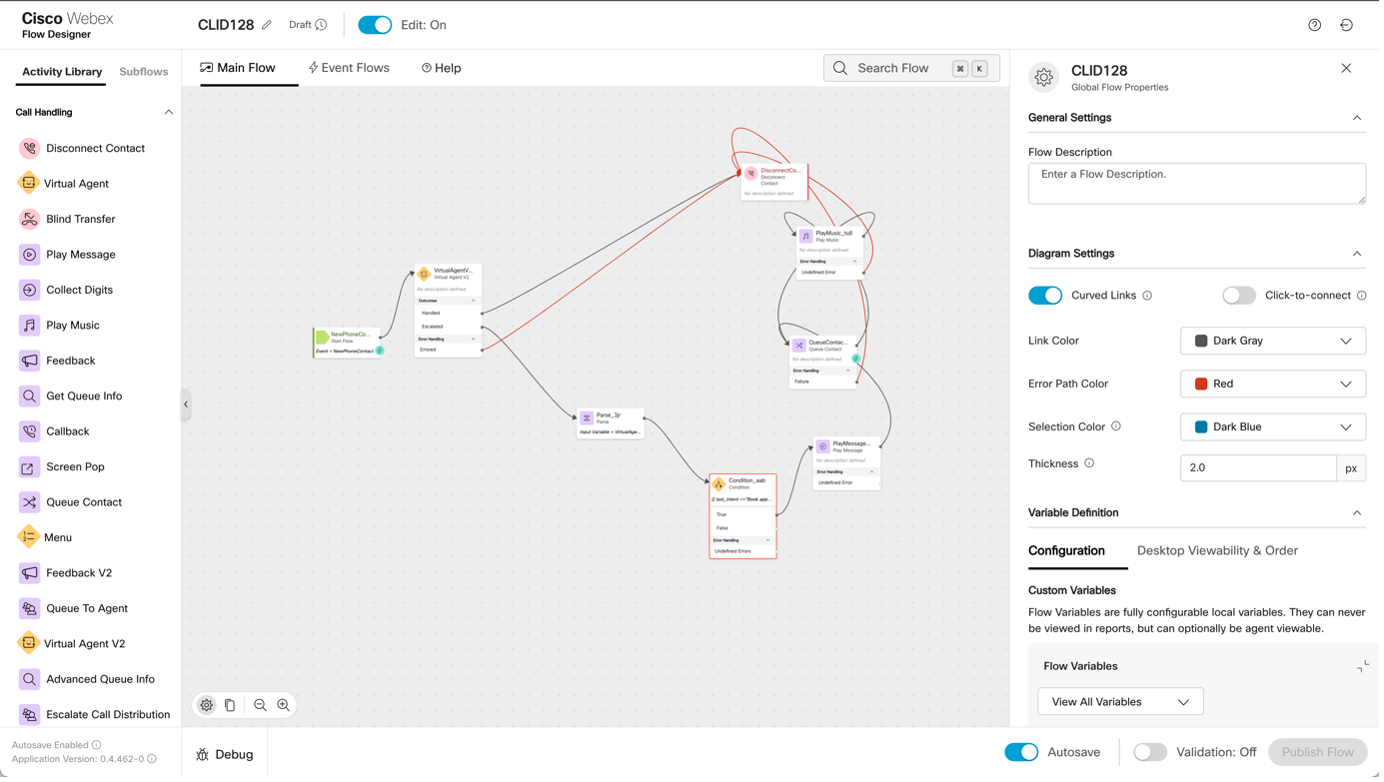 Cisco Webex
Flow Designer
CLID128
Draft
Edit: On
Activity Library
Subflows
Call Handling
Disconnect Contact
Virtual Agent
Blind Transfer
Play Message
Collect Digits
Play Music
Feedback
Get Queue Info
Callback
Screen Pop
Queue Contact
Menu
Feedback V2
Queue To Agent
Virtual Agent V2
Advanced Queue Info
Escalate Call Distribution
Autosave Enabled
Application Version: 0.4.462-0
Main Flow
Event Flows
Help
Search Flow
⌘
K
NewPhoneCo...
Start Flow
Event = NewPhoneContact
VirtualAgentV...
Virtual Agent V2
No description defined
Outcomes
Handled
Escalated
Error Handling
Errored
DisconnectCo...
Disconnect
Contact
No description defined
PlayMusic_tu8
Play Music
No description defined
Error Handling
Undefined Error
QueueContac...
Queue Contact
No description defined
Error Handling
Failure
Parse_3jr
Parse
Input Variable = VirtualAge...
Condition_aab
Condition
{{ last_intent =="Book app...
True
False
Error Handling
Undefined Errors
PlayMessage...
Play Message
No description defined
Error Handling
Undefined Error
Debug
CLID128
Global Flow Properties
General Settings
Flow Description
Enter a Flow Description.
Diagram Settings
Curved Links
Click-to-connect
Link Color
Dark Gray
Error Path Color
Red
Selection Color
Dark Blue
Thickness
2.0
px
Variable Definition
Configuration
Desktop Viewability & Order
Custom Variables
Flow Variables are fully configurable local variables. They can never
be viewed in reports, but can optionally be agent viewable.
Flow Variables
View All Variables
Autosave
Validation: Off
Publish Flow